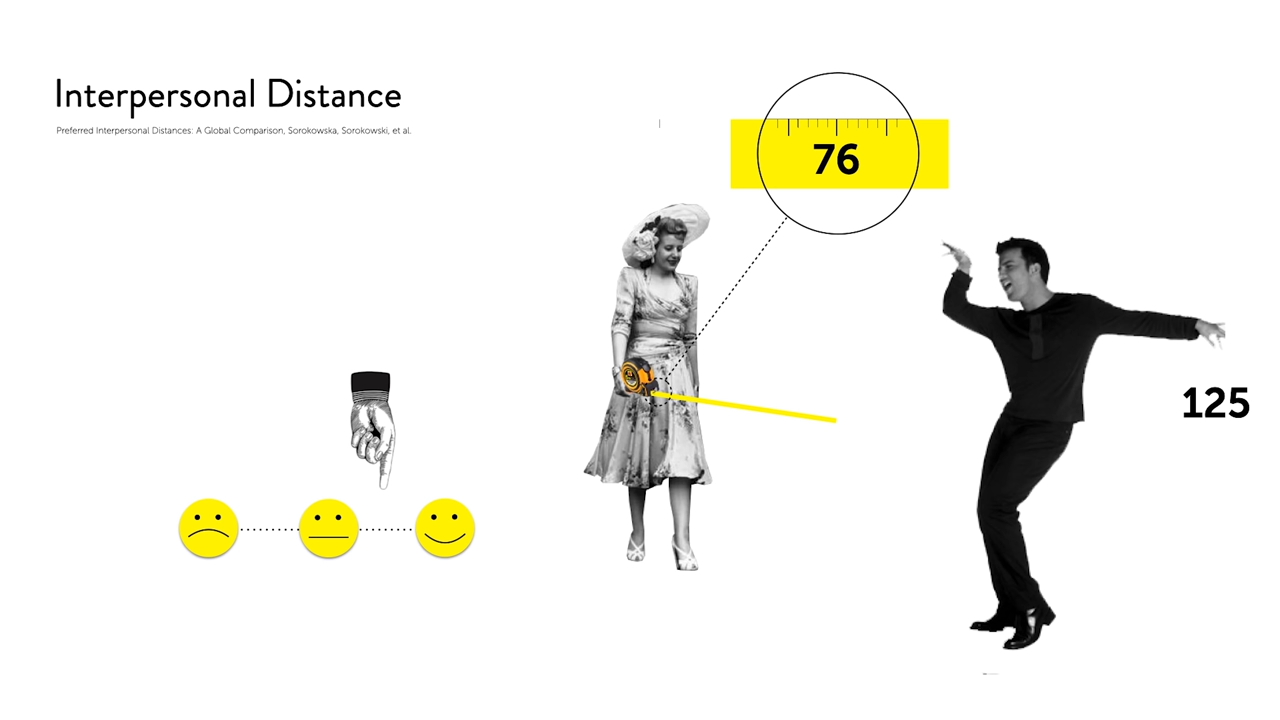 Interpersonal Distance
Preferred Interpersonal Distances: A Global Comparison, Sorokowska, Sorokowski, et al.
76
125